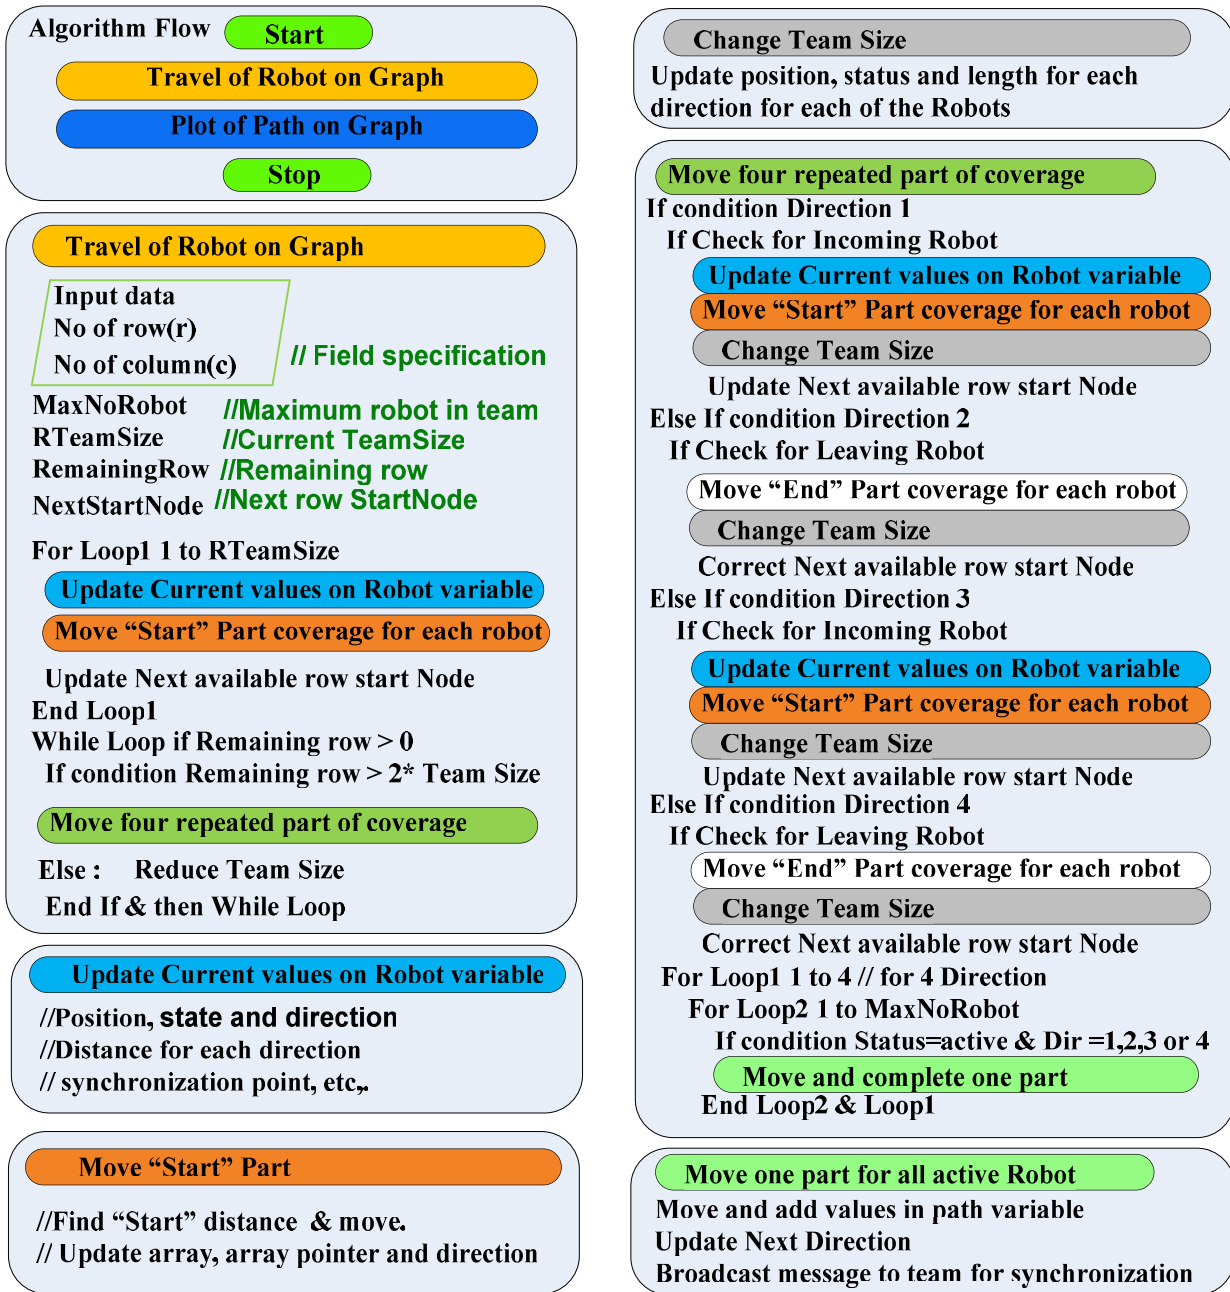 Algorithm Flow
Start
Travel of Robot on Graph
Plot of Path on Graph
Stop
Travel of Robot on Graph
Input data
No of row(r)
No of column(c)
// Field specification
MaxNoRobot //Maximum robot in team
RTeamSize //Current TeamSize
RemainingRow //Remaining row
NextStartNode //Next row StartNode
For Loop1 1 to RTeamSize
Update Current values on Robot variable
Move “Start” Part coverage for each robot
Update Next available row start Node
End Loop1
While Loop if Remaining row > 0
If condition Remaining row > 2* Team Size
Move four repeated part of coverage
Else : Reduce Team Size
End If & then While Loop
Update Current values on Robot variable
//Position, state and direction
//Distance for each direction
// synchronization point, etc,.
Move “Start” Part
//Find “Start” distance & move.
// Update array, array pointer and direction
Change Team Size
Update position, status and length for each
direction for each of the Robots
Move four repeated part of coverage
If condition Direction 1
If Check for Incoming Robot
Update Current values on Robot variable
Move “Start” Part coverage for each robot
Change Team Size
Update Next available row start Node
Else If condition Direction 2
If Check for Leaving Robot
Move “End” Part coverage for each robot
Change Team Size
Correct Next available row start Node
Else If condition Direction 3
If Check for Incoming Robot
Update Current values on Robot variable
Move “Start” Part coverage for each robot
Change Team Size
Update Next available row start Node
Else If condition Direction 4
If Check for Leaving Robot
Move “End” Part coverage for each robot
Change Team Size
Correct Next available row start Node
For Loop1 1 to 4 // for 4 Direction
For Loop2 1 to MaxNoRobot
If condition Status=active & Dir =1,2,3 or 4
Move and complete one part
End Loop2 & Loop1
Move one part for all active Robot
Move and add values in path variable
Update Next Direction
Broadcast message to team for synchronization